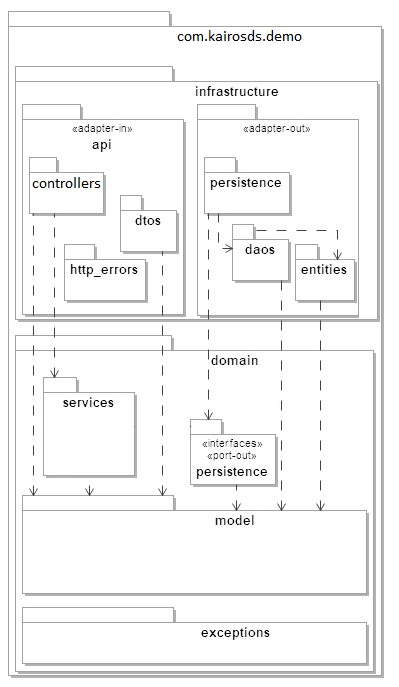 com.kairosds.demo
infrastructure
«adapter-in»
api
«adapter-out»
controllers
persistence
dtos
daos
http_errors
entities
domain
services
«interfaces»
«port-out»
persistence
model
exceptions